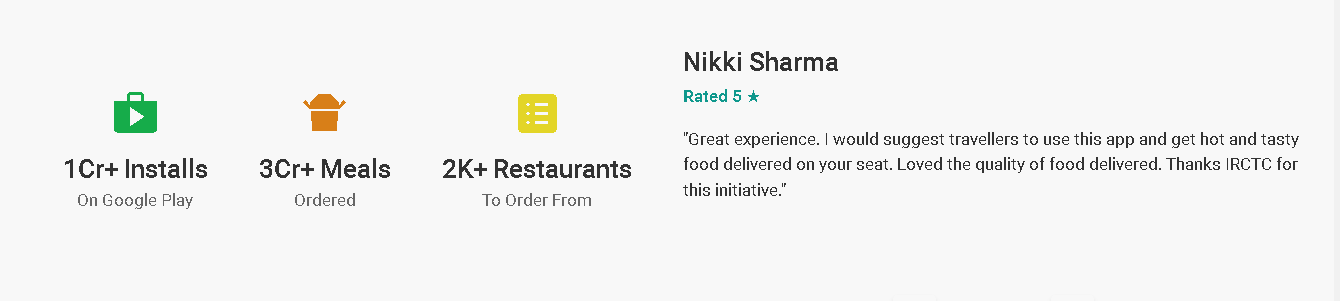 1Cr+ Installs
On Google Play
3Cr+ Meals
Ordered
2K+ Restaurants
To Order From
Nikki Sharma
Rated 5 ★
"Great experience. I would suggest travellers to use this app and get hot and tasty
food delivered on your seat. Loved the quality of food delivered. Thanks IRCTC for
this initiative."